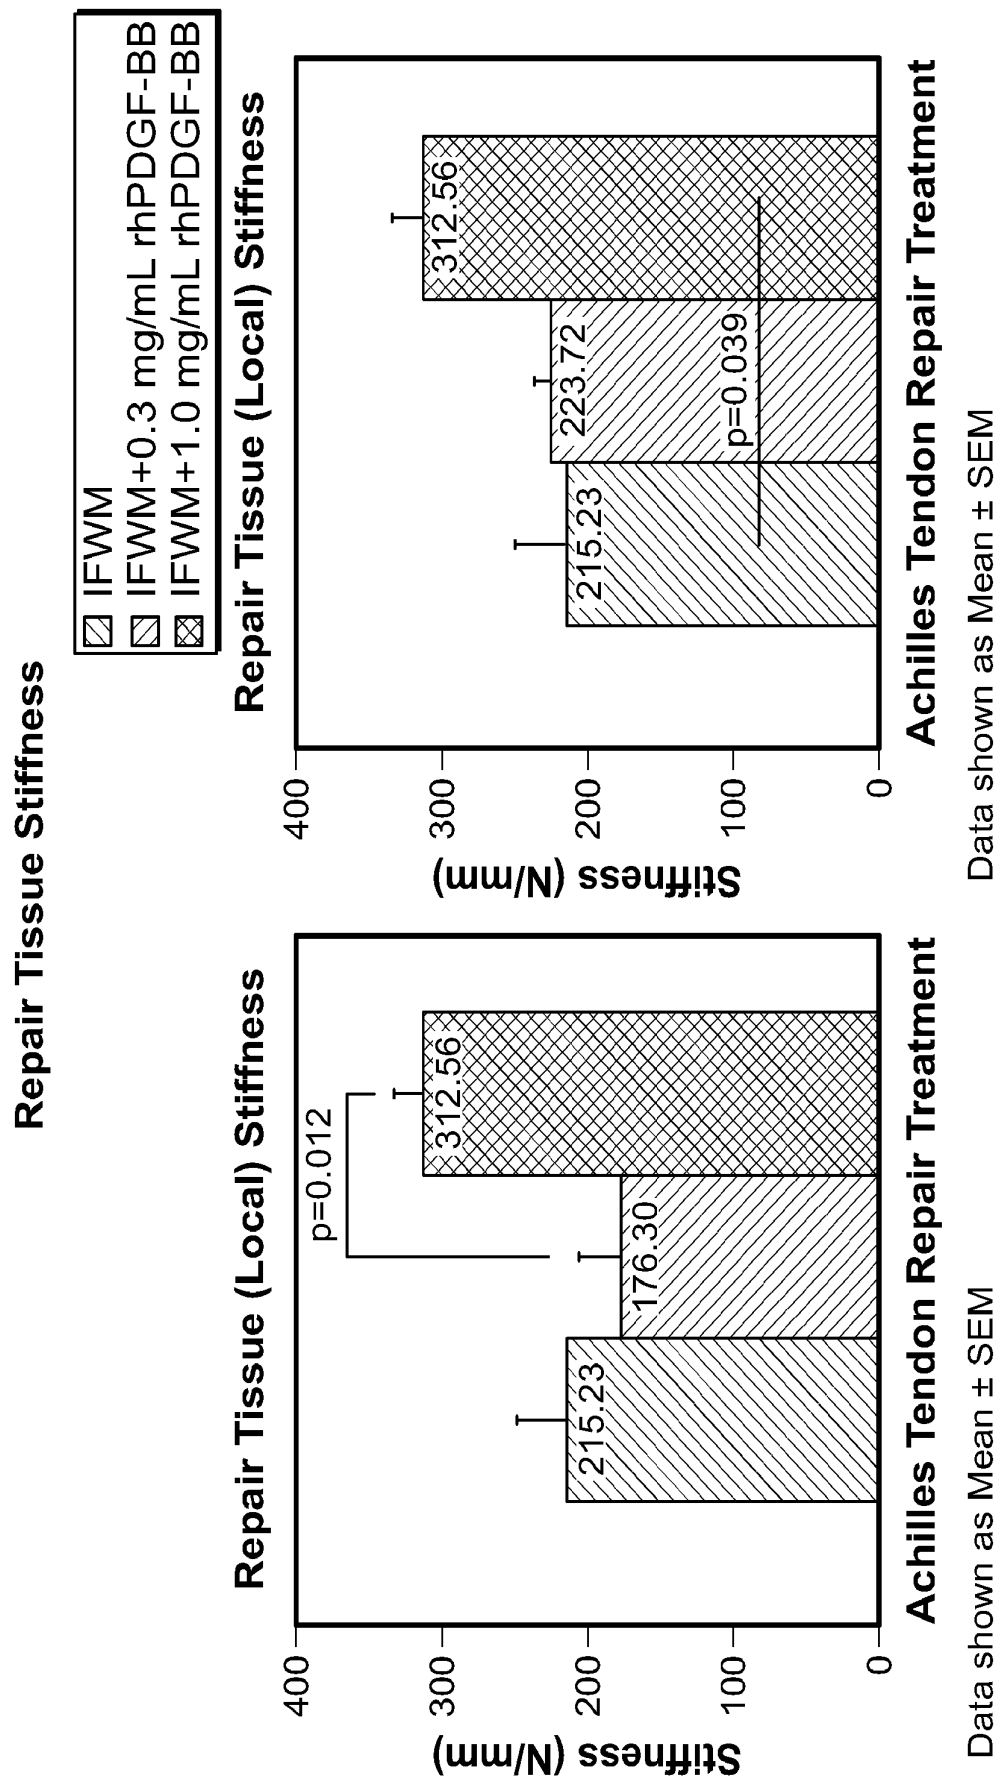 Repair Tissue Stiffness
IFWM
IFWM+0.3 mg/mL rhPDGF-BB
IFWM+1.0 mg/mL rhPDGF-BB
Repair Tissue (Local) Stiffness
Stiffness (N/mm)
400
300
200
100
0
p=0.012
215.23
176.30
312.56
Achilles Tendon Repair Treatment
Data shown as Mean ± SEM
Repair Tissue (Local) Stiffness
Stiffness (N/mm)
400
300
200
100
0
215.23
223.72
312.56
p=0.039
Achilles Tendon Repair Treatment
Data shown as Mean ± SEM